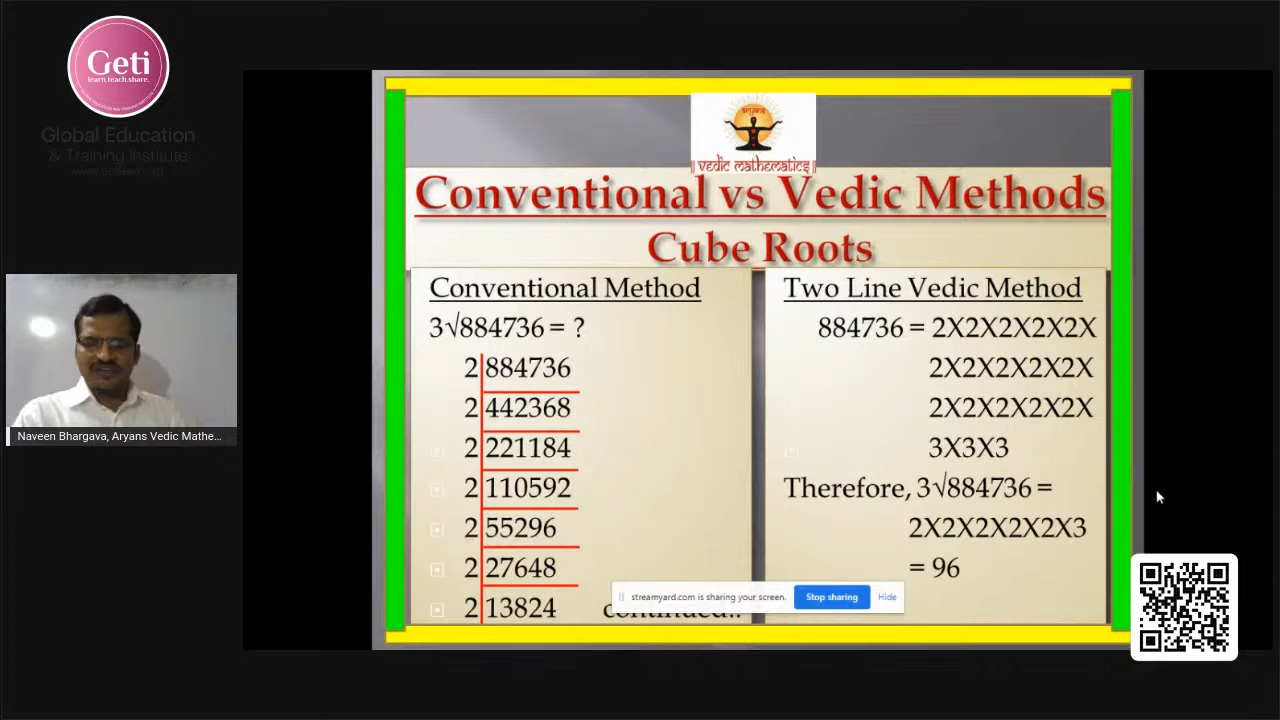 Geti
learn.teach.share.
Global Education
& Training Institute
aryans
|| vedic mathematics ||
Conventional vs Vedic Methods
Cube Roots
Conventional Method
3√884736 = ?
2 884736
2 442368
2 221184
2 110592
2 55296
2 27648
2 13824 continued..
Two Line Vedic Method
884736 = 2X2X2X2X2X
2X2X2X2X2X
2X2X2X2X2X
3X3X3
Therefore, 3√884736 =
2X2X2X2X2X3
= 96
streamyard.com is sharing your screen.
Stop sharing
Hide
Naveen Bhargava, Aryans Vedic Mathe...